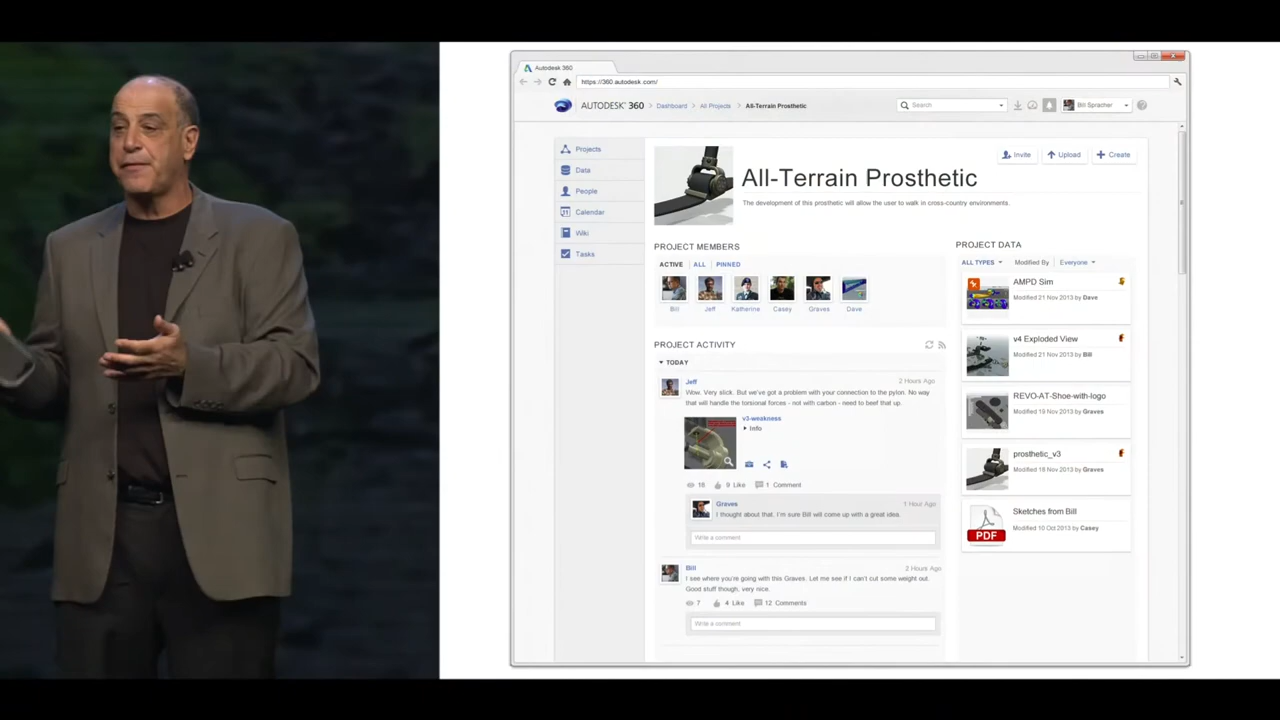 Autodesk 360
https://360.autodesk.com/
AUTODESK® 360 > Dashboard > All Projects > All-Terrain Prosthetic
Search
Bill Spracher
Projects
Data
People
31 Calendar
Wiki
Tasks
Invite
Upload
Create
All-Terrain Prosthetic
The development of this prosthetic will allow the user to walk in cross-country environments.
PROJECT MEMBERS
ACTIVE | ALL | PINNED
Bill Jeff Katherine Casey Graves Dave
PROJECT ACTIVITY
TODAY
Jeff 2 Hours Ago
Wow. Very slick. But we've got a problem with your connection to the pylon. No
way that will handle the torsional forces - not with carbon - need to beef that up.
v3-weakness
Info
18 9 Like 1 Comment
Graves 1 Hour Ago
I thought about that. I'm sure Bill will come up with a great idea.
Write a comment
Bill 2 Hours Ago
I see where you're going with this Graves. Let me see if I can't cut some weight out.
Good stuff though, very nice.
7 4 Like 12 Comments
Write a comment
PROJECT DATA
ALL TYPES Modified By Everyone
AMPD Sim
Modified 21 Nov 2013 by Dave
v4 Exploded View
Modified 21 Nov 2013 by Bill
REVO-AT-Shoe-with-logo
Modified 19 Nov 2013 by Graves
prosthetic_v3
Modified 18 Nov 2013 by Graves
Sketches from Bill
Modified 10 Oct 2013 by Casey
PDF